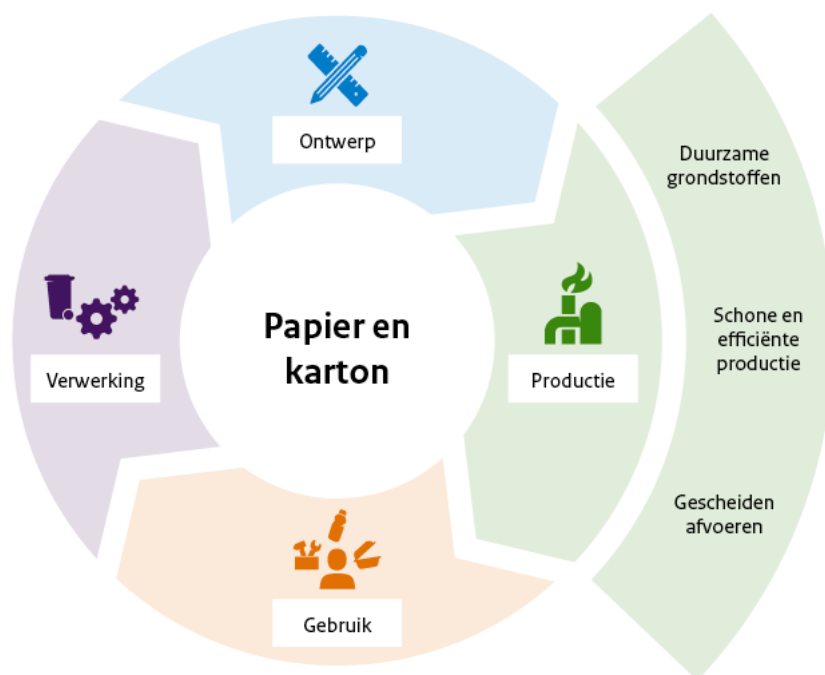 Ontwerp
Duurzame
grondstoffen
Papier en
karton
Schone en
efficiënte
productie
Verwerking
Productie
Gescheiden
afvoeren
Gebruik